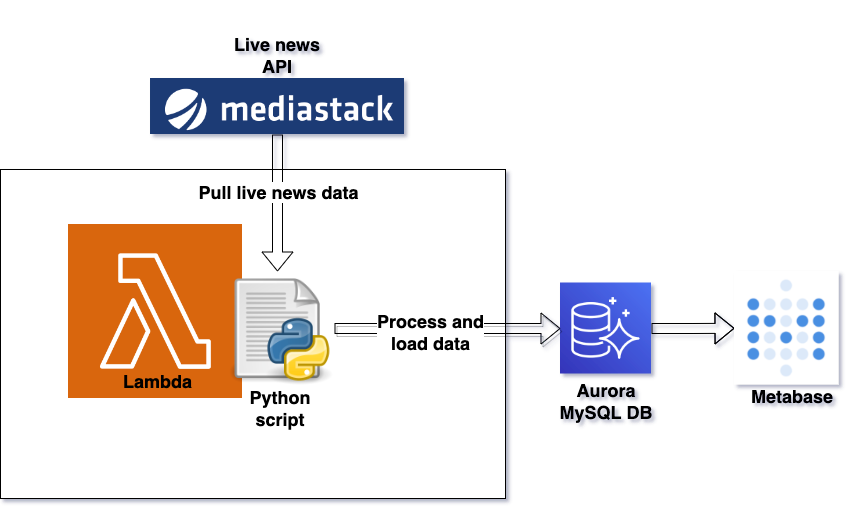 Live news
API
mediastack
Pull live news data
Lambda
Python
script
Process and
load data
Aurora
MySQL DB
Metabase